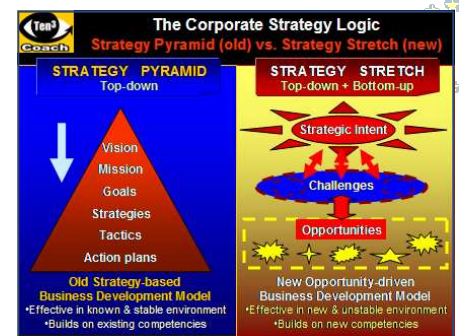 Ten³
Coach
The Corporate Strategy Logic
Strategy Pyramid (old) vs. Strategy Stretch (new)
STRATEGY PYRAMID
Top-down
Vision
Mission
Goals
Strategies
Tactics
Action plans
Old Strategy-based
Business Development Model
•Effective in known & stable environment
•Builds on existing competencies
STRATEGY STRETCH
Top-down + Bottom-up
Strategic Intent
Challenges
Opportunities
New Opportunity-driven
Business Development Model
•Effective in new & unstable environment
•Builds on new competencies